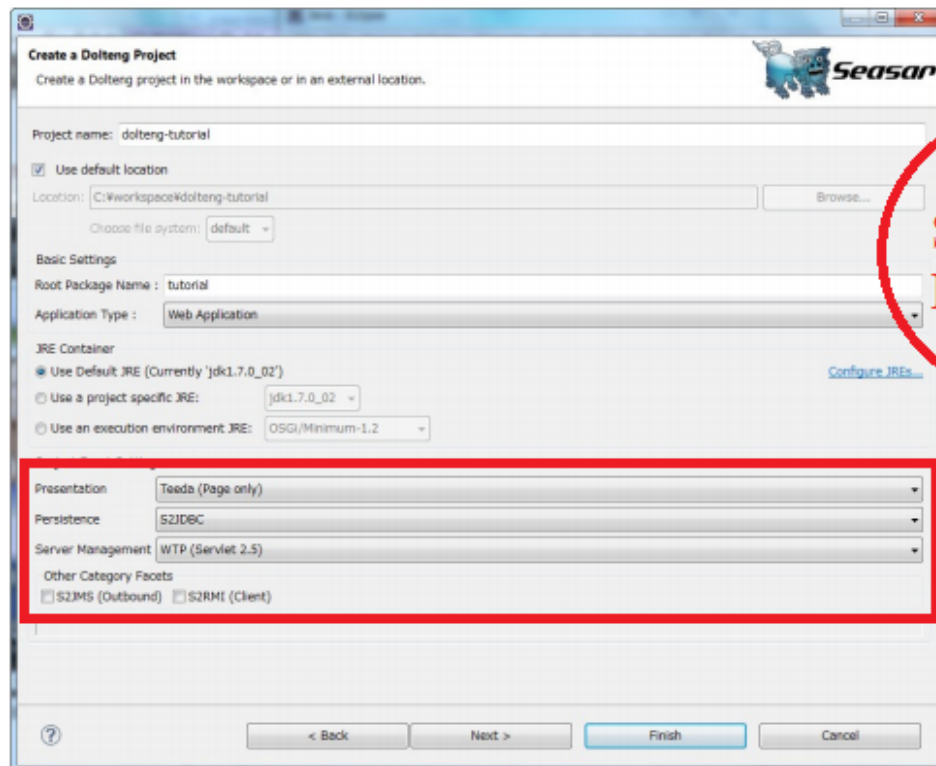 Create a Dolteng Project
Create a Dolteng project in the workspace or in an external location.
Seasar
Project name: dolteng-tutorial
Use default location
Location: C:¥workspace¥dolteng-tutorial Browse...
Choose file system: default
Basic Settings
Root Package Name : tutorial
Application Type : Web Application
JRE Container
Use Default JRE (Currently 'jdk1.7.0_02') Configure JREs...
Use a project specific JRE: jdk1.7.0_02
Use an execution environment JRE: OSGi/Minimum-1.2
Presentation Teeda (Page only)
Persistence S2JDBC
Server Management WTP (Servlet 2.5)
Other Category Facets
S2JMS (Outbound) S2RMI (Client)
< Back Next > Finish Cancel